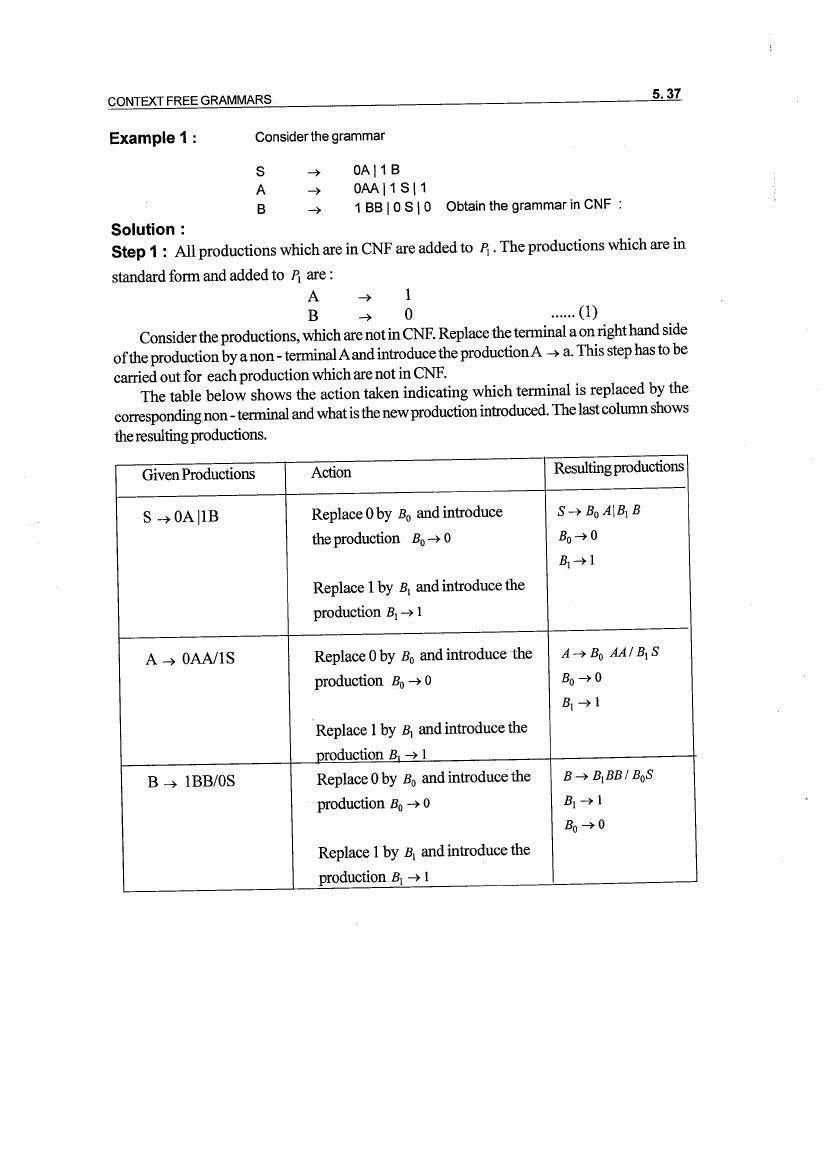 CONTEXT FREE GRAMMARS 5. 37
Example 1 : Consider the grammar
S → 0A | 1 B
A → 0AA | 1 S | 1
B → 1 BB | 0 S | 0 Obtain the grammar in CNF :
Solution :
Step 1 : All productions which are in CNF are added to P₁ . The productions which are in
standard form and added to P₁ are :
A → 1
B → 0 ...... (1)
Consider the productions, which are not in CNF. Replace the terminal a on right hand side
of the production by a non - terminal A and introduce the production A → a. This step has to be
carried out for each production which are not in CNF.
The table below shows the action taken indicating which terminal is replaced by the
corresponding non - terminal and what is the new production introduced. The last column shows
the resulting productions.
Given Productions Action Resulting productions
S → 0A |1B Replace 0 by B₀ and introduce S → B₀ A| B₁ B
the production B₀ → 0 B₀ → 0
B₁ → 1
Replace 1 by B₁ and introduce the
production B₁ → 1
A → 0AA/1S Replace 0 by B₀ and introduce the A → B₀ AA / B₁ S
production B₀ → 0 B₀ → 0
B₁ → 1
Replace 1 by B₁ and introduce the
production B₁ → 1
B → 1BB/0S Replace 0 by B₀ and introduce the B → B₁ BB / B₀S
production B₀ → 0 B₁ → 1
B₀ → 0
Replace 1 by B₁ and introduce the
production B₁ → 1